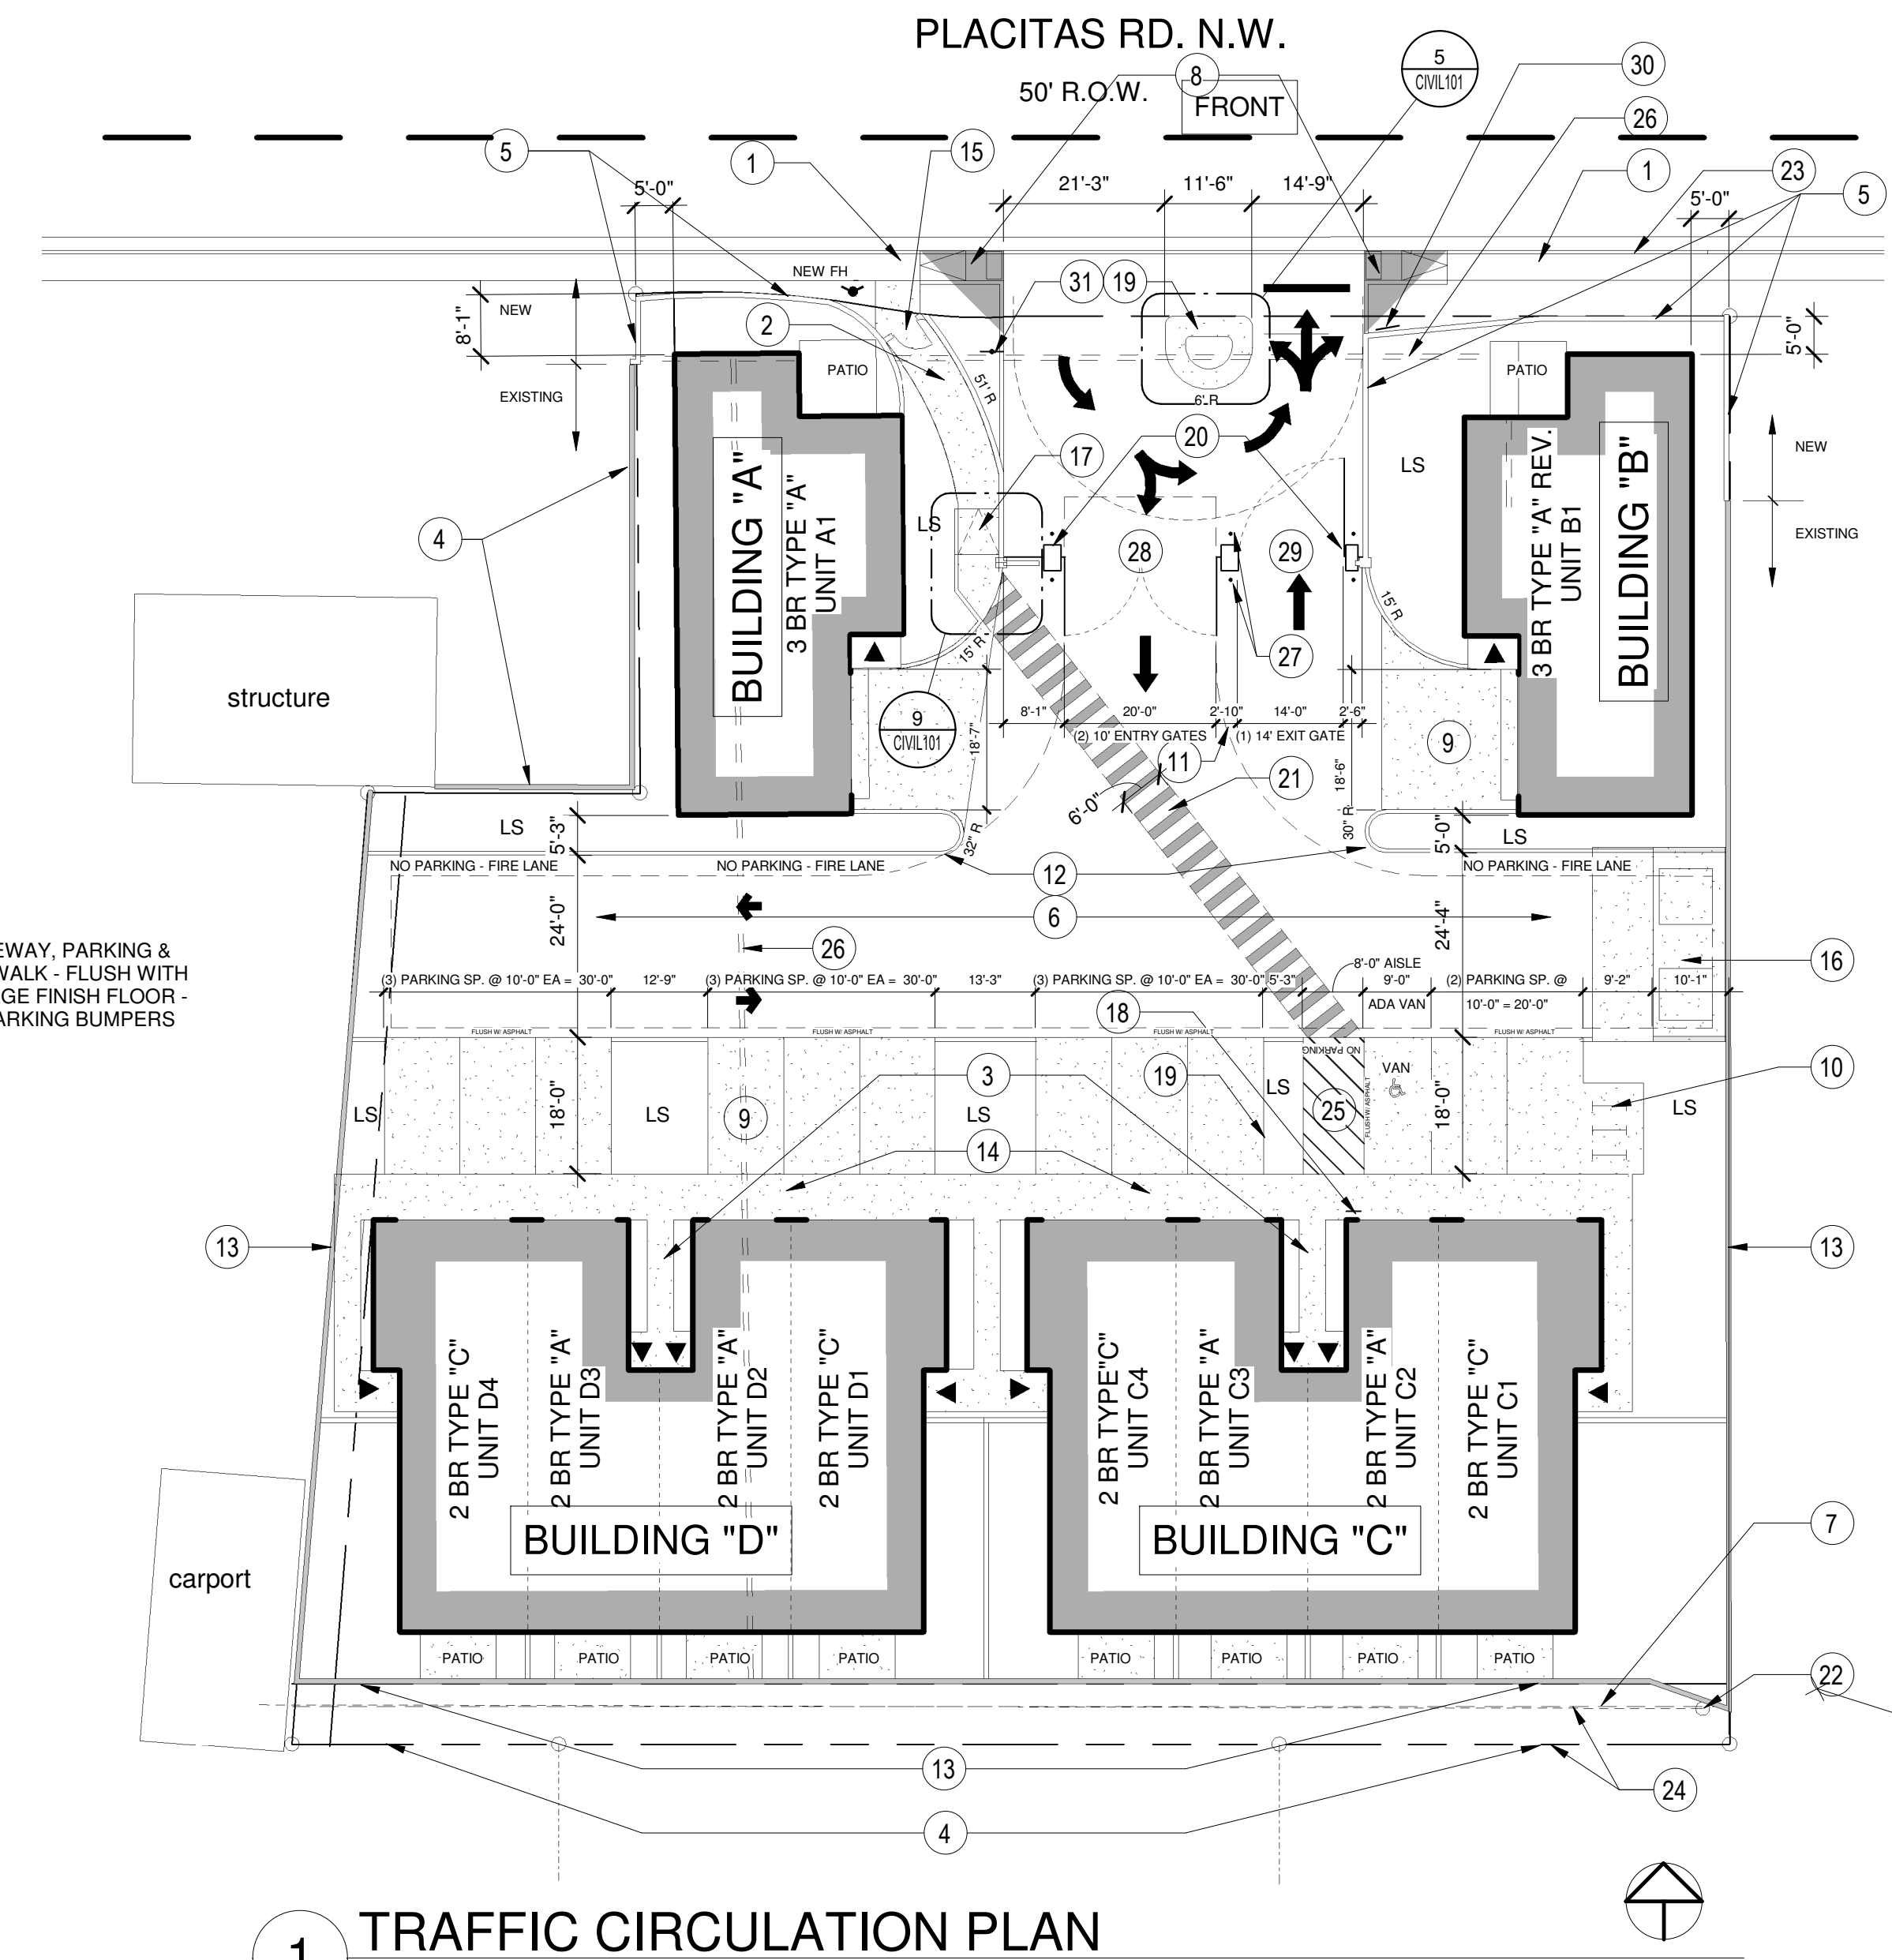 PLACITAS RD. N.W.
50' R.O.W.
FRONT
8
5
CIVIL101
30
26
5
15
1
1
23
5
5'-0"
21'-3"
11'-6"
14'-9"
5'-0"
NEW FH
31
19
NEW
8'-1"
2
5'-0"
PATIO
PATIO
EXISTING
51' R
6'-R
20
17
LS
NEW
LS
4
28
29
EXISTING
BUILDING "A"
3 BR TYPE "A"
UNIT A1
3 BR TYPE "A" REV.
UNIT B1
BUILDING "B"
15' R
15' R
27
structure
9
CIVIL101
18'-7"
8'-1"
20'-0"
2'-10"
14'-0"
2'-6"
(2) 10' ENTRY GATES
(1) 14' EXIT GATE
9
11
21
18'-6"
6'-0"
LS
5'-3"
32" R
30" R
5'-0"
LS
NO PARKING - FIRE LANE
NO PARKING - FIRE LANE
NO PARKING - FIRE LANE
12
6
24'-0"
24'-4"
26
EWAY, PARKING &
WALK - FLUSH WITH
GE FINISH FLOOR -
ARKING BUMPERS
16
(3) PARKING SP. @ 10'-0" EA = 30'-0"
12'-9"
(3) PARKING SP. @ 10'-0" EA = 30'-0"
13'-3"
(3) PARKING SP. @ 10'-0" EA = 30'-0"
5'-3"
8'-0" AISLE
9'-0"
(2) PARKING SP. @
9'-2"
10'-1"
ADA VAN
10'-0" = 20'-0"
18
FLUSH W/ ASPHALT
FLUSH W/ ASPHALT
FLUSH W/ ASPHALT
FLUSH W/ ASPHALT
NO PARKING
3
19
VAN
10
LS
18'-0"
LS
9
LS
LS
25
FLUSH W/ ASPHALT
18'-0"
LS
14
13
13
2 BR TYPE "C"
UNIT D4
2 BR TYPE "A"
UNIT D3
2 BR TYPE "A"
UNIT D2
2 BR TYPE "C"
UNIT D1
2 BR TYPE"C"
UNIT C4
2 BR TYPE "A"
UNIT C3
2 BR TYPE "A"
UNIT C2
2 BR TYPE "C"
UNIT C1
BUILDING "D"
BUILDING "C"
7
carport
PATIO
PATIO
PATIO
PATIO
PATIO
PATIO
PATIO
PATIO
22
13
24
4
1
TRAFFIC CIRCULATION PLAN